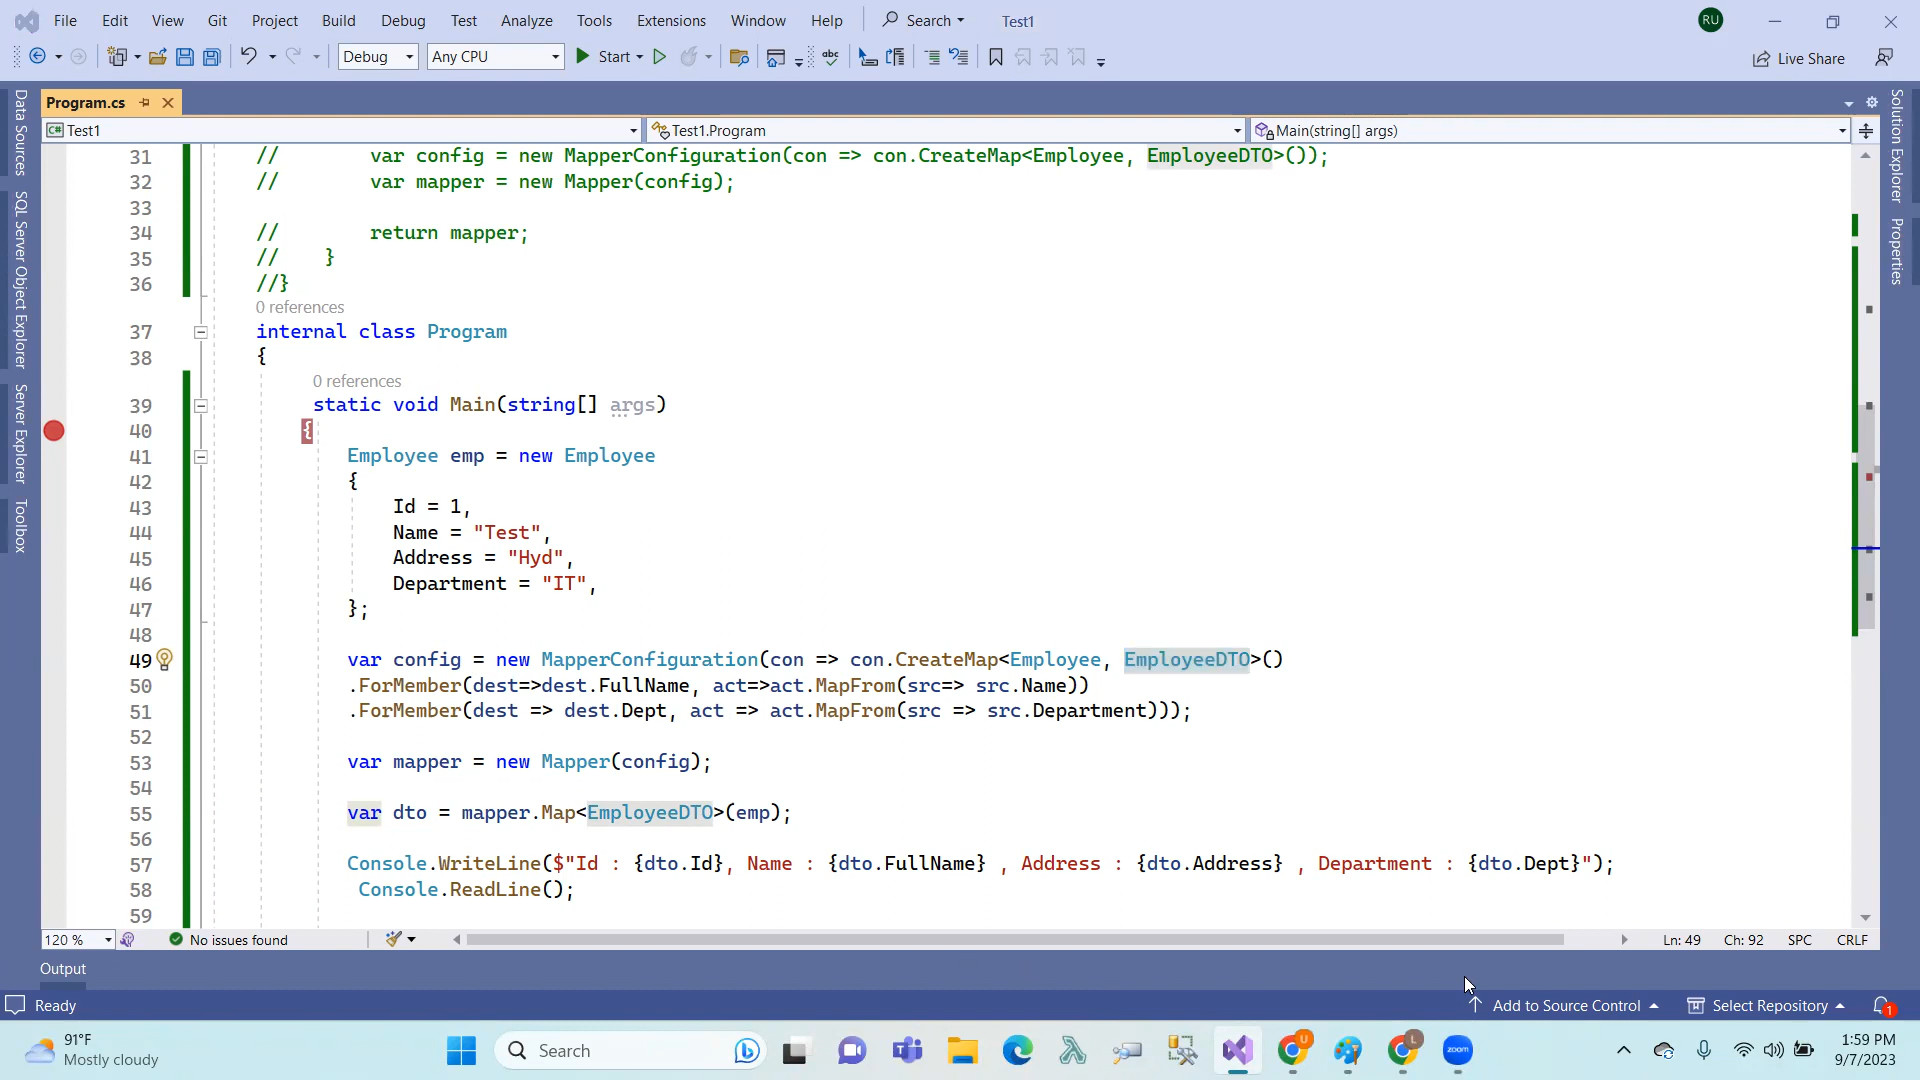 File Edit View Git Project Build Debug Test Analyze Tools Extensions Window Help Search Test1 RU
Debug Any CPU Start abc Live Share
Program.cs
C# Test1 Test1.Program Main(string[] args)
Data Sources
SQL Server Object Explorer
Server Explorer
Toolbox
Solution Explorer
Properties
31 // var config = new MapperConfiguration(con => con.CreateMap<Employee, EmployeeDTO>());
32 // var mapper = new Mapper(config);
33
34 // return mapper;
35 // }
36 //}
0 references
37 internal class Program
38 {
0 references
39 static void Main(string[] args)
40 {
41 Employee emp = new Employee
42 {
43 Id = 1,
44 Name = "Test",
45 Address = "Hyd",
46 Department = "IT",
47 };
48
49 var config = new MapperConfiguration(con => con.CreateMap<Employee, EmployeeDTO>()
50 .ForMember(dest=>dest.FullName, act=>act.MapFrom(src=> src.Name))
51 .ForMember(dest => dest.Dept, act => act.MapFrom(src => src.Department)));
52
53 var mapper = new Mapper(config);
54
55 var dto = mapper.Map<EmployeeDTO>(emp);
56
57 Console.WriteLine($"Id : {dto.Id}, Name : {dto.FullName} , Address : {dto.Address} , Department : {dto.Dept}");
58 Console.ReadLine();
59
120 % No issues found Ln: 49 Ch: 92 SPC CRLF
Output
Ready Add to Source Control Select Repository 1
91°F
Mostly cloudy
Search
U
L
zoom
1:59 PM
9/7/2023